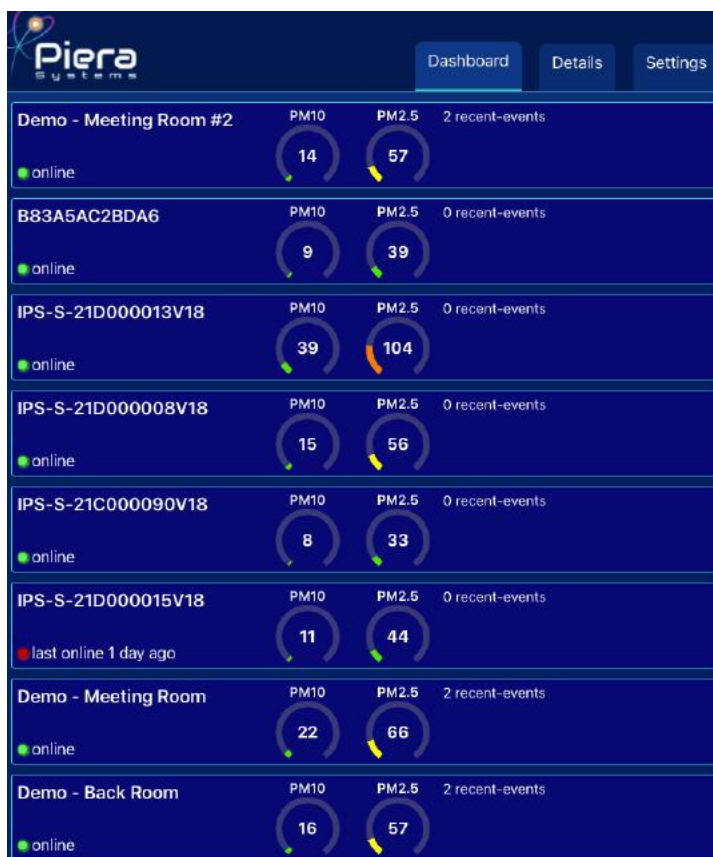 Piera
Systems
Dashboard Details Settings
Demo - Meeting Room #2 PM10 PM2.5 2 recent-events
14 57
online
B83A5AC2BDA6 PM10 PM2.5 0 recent-events
9 39
online
IPS-S-21D000013V18 PM10 PM2.5 0 recent-events
39 104
online
IPS-S-21D000008V18 PM10 PM2.5 0 recent-events
15 56
online
IPS-S-21C000090V18 PM10 PM2.5 0 recent-events
8 33
online
IPS-S-21D000015V18 PM10 PM2.5 0 recent-events
11 44
last online 1 day ago
Demo - Meeting Room PM10 PM2.5 2 recent-events
22 66
online
Demo - Back Room PM10 PM2.5 2 recent-events
16 57
online